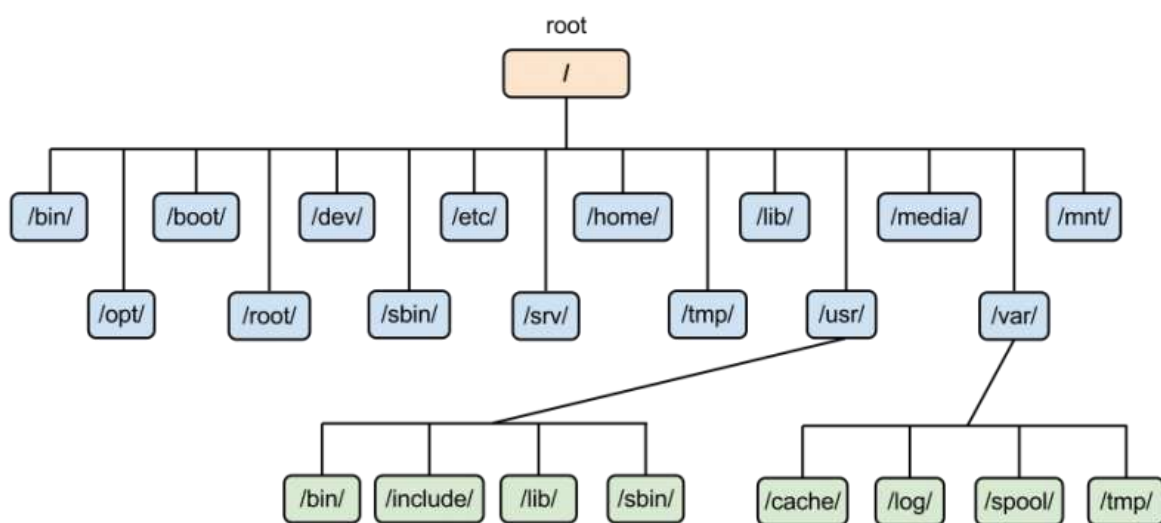 root
/
/bin/ /boot/ /dev/ /etc/ /home/ /lib/ /media/ /mnt/
/opt/ /root/ /sbin/ /srv/ /tmp/ /usr/ /var/
/bin/ /include/ /lib/ /sbin/ /cache/ /log/ /spool/ /tmp/